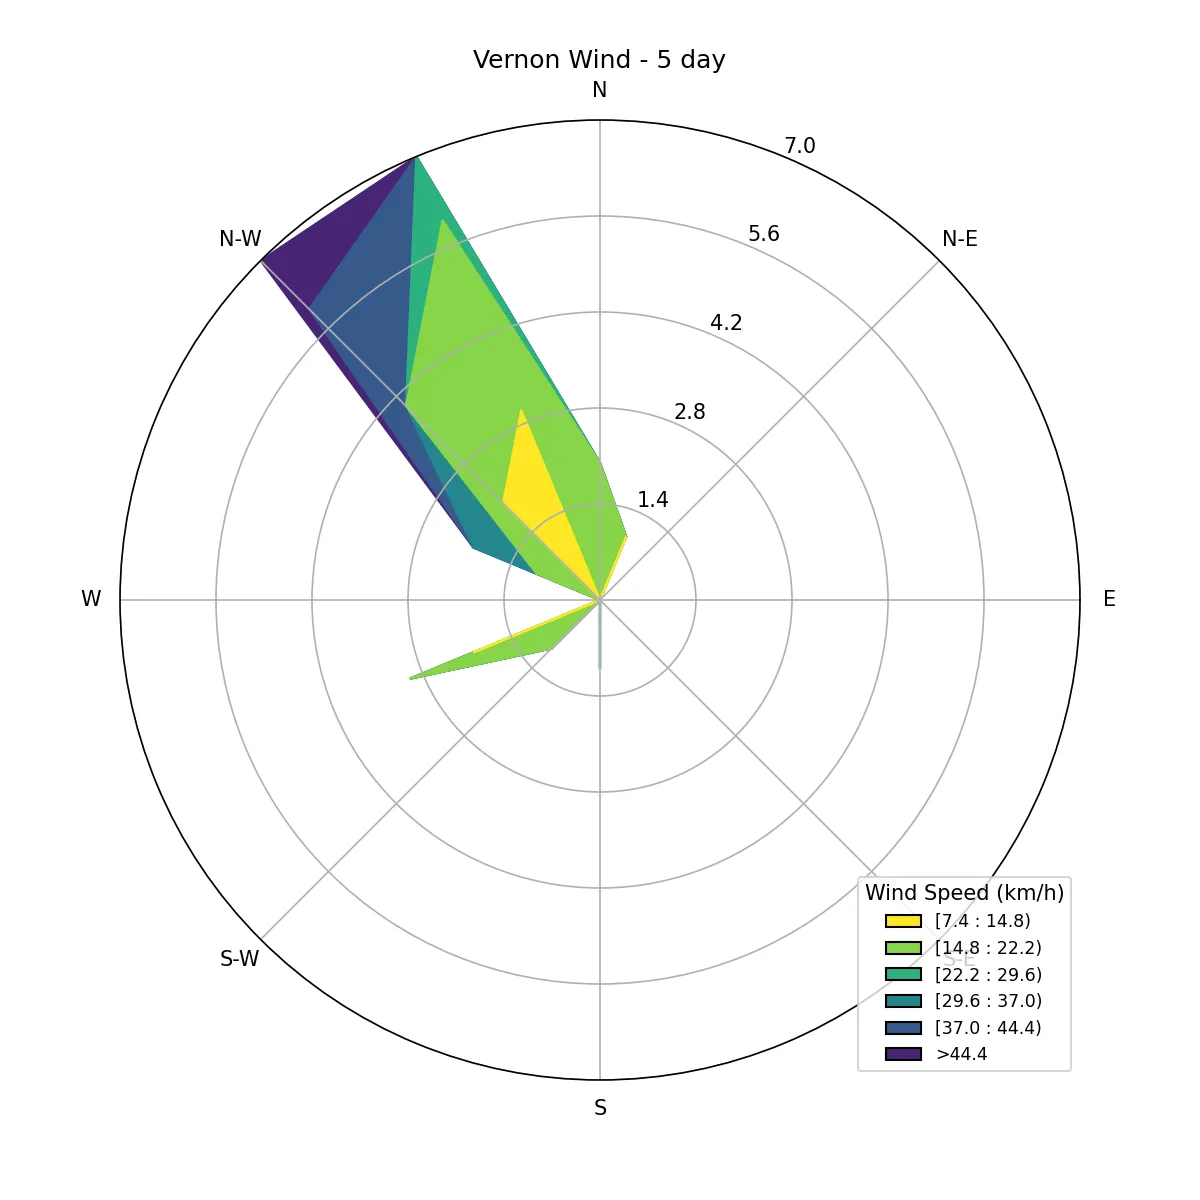 Vernon Wind - 5 day
N
7.0
N-W
5.6
N-E
4.2
2.8
1.4
W
E
S-W
S-E
S
Wind Speed (km/h)
[7.4 : 14.8)
[14.8 : 22.2)
[22.2 : 29.6)
[29.6 : 37.0)
[37.0 : 44.4)
>44.4